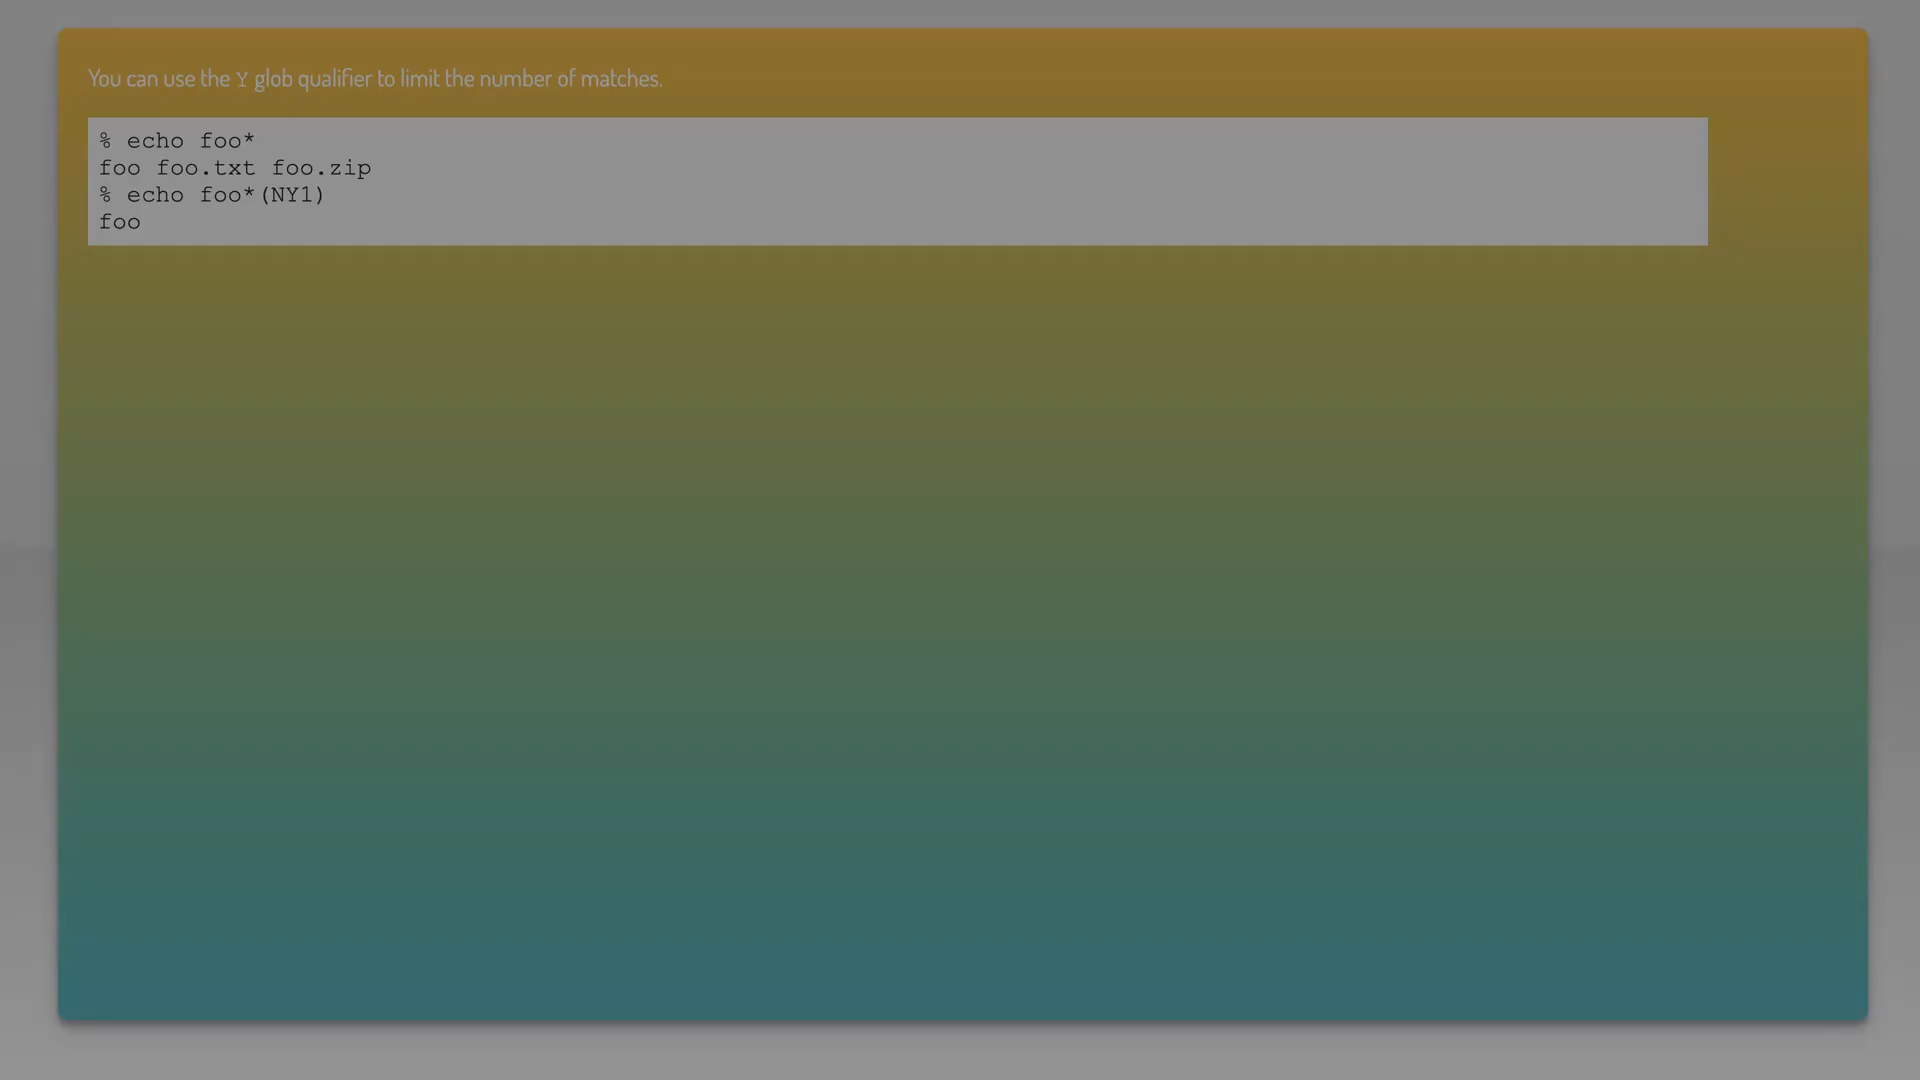 You can use the Y glob qualifier to limit the number of matches.
% echo foo*
foo foo.txt foo.zip
% echo foo*(NY1)
foo